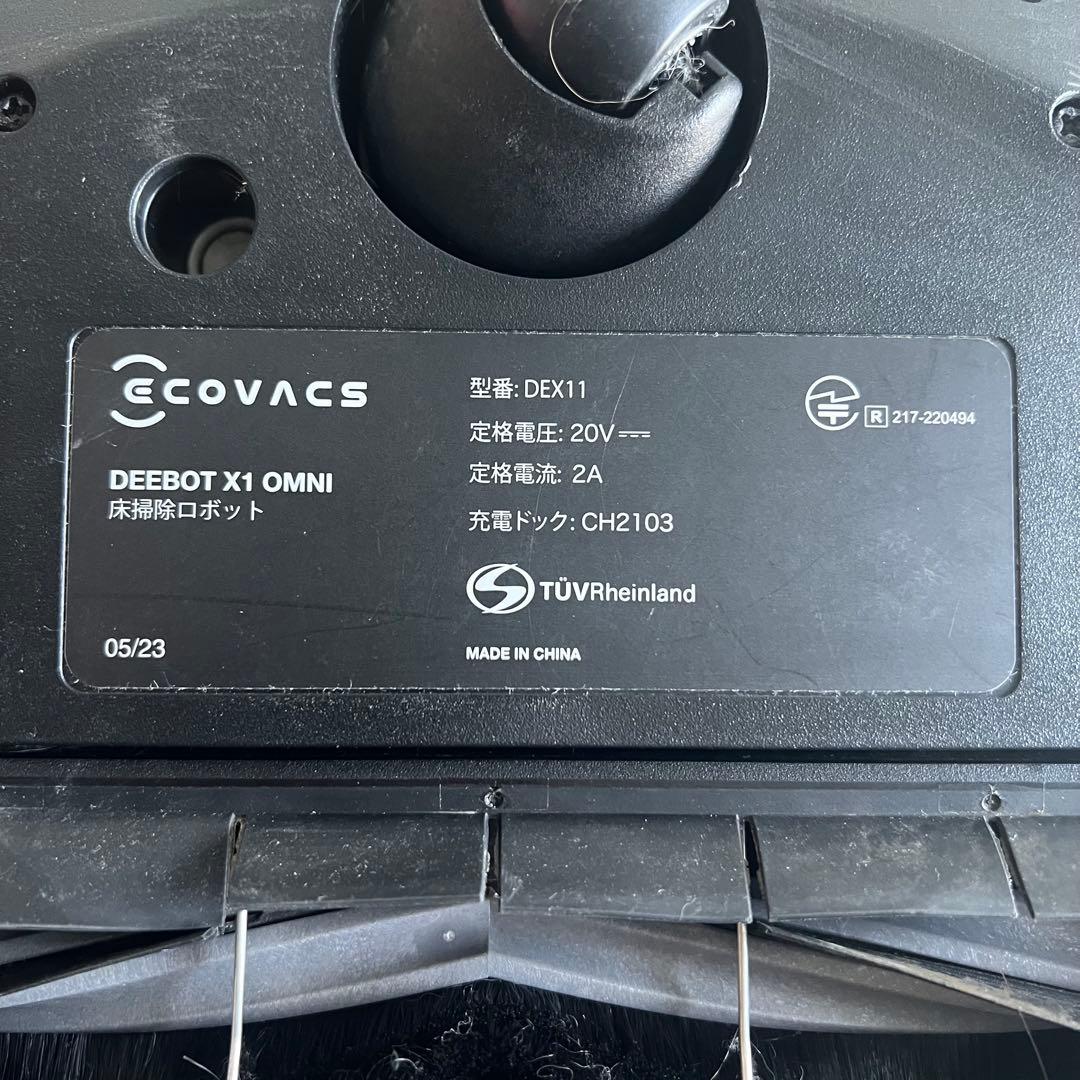 ECOVACS
DEEBOT X1 OMNI
床掃除ロボット
05/23
型番: DEX11
定格電圧: 20V
定格電流: 2A
充電ドック: CH2103
TÜVRheinland
MADE IN CHINA
R 217-220494